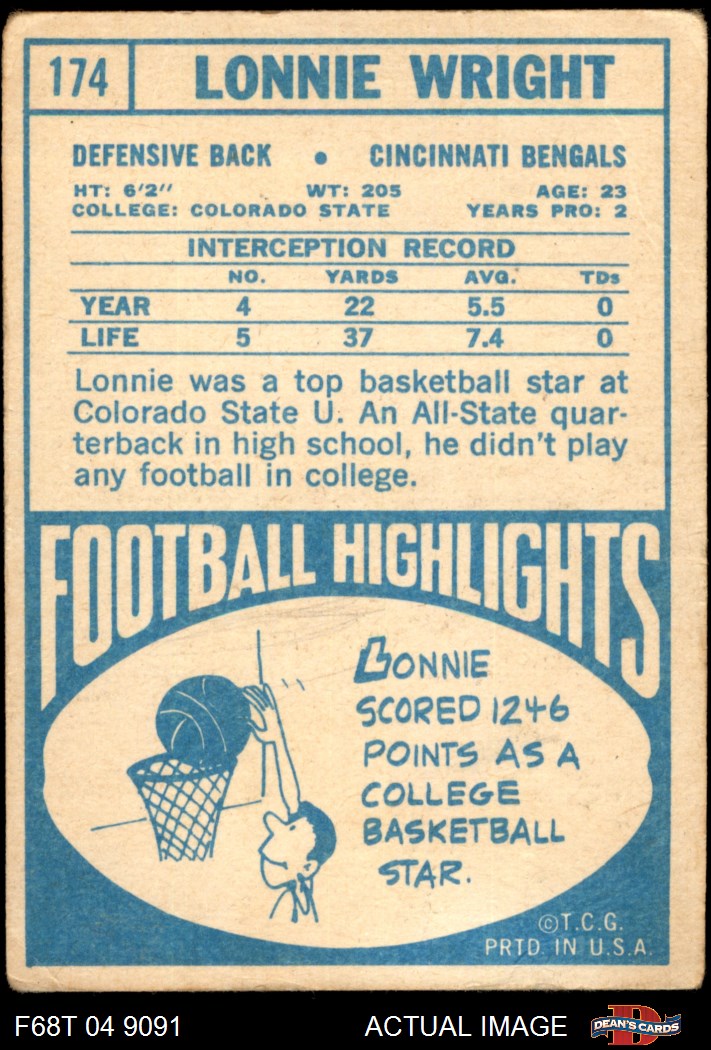 174 LONNIE WRIGHT
DEFENSIVE BACK • CINCINNATI BENGALS
HT: 6'2" WT: 205 AGE: 23
COLLEGE: COLORADO STATE YEARS PRO: 2
INTERCEPTION RECORD
NO. YARDS AVG. TDs
YEAR 4 22 5.5 0
LIFE 5 37 7.4 0
Lonnie was a top basketball star at
Colorado State U. An All-State quar-
terback in high school, he didn't play
any football in college.
FOOTBALL HIGHLIGHTS
LONNIE
SCORED 1246
POINTS AS A
COLLEGE
BASKETBALL
STAR.
©T.C.G.
PRTD. IN U.S.A.
F68T 04 9091 ACTUAL IMAGE D DEAN'S CARDS